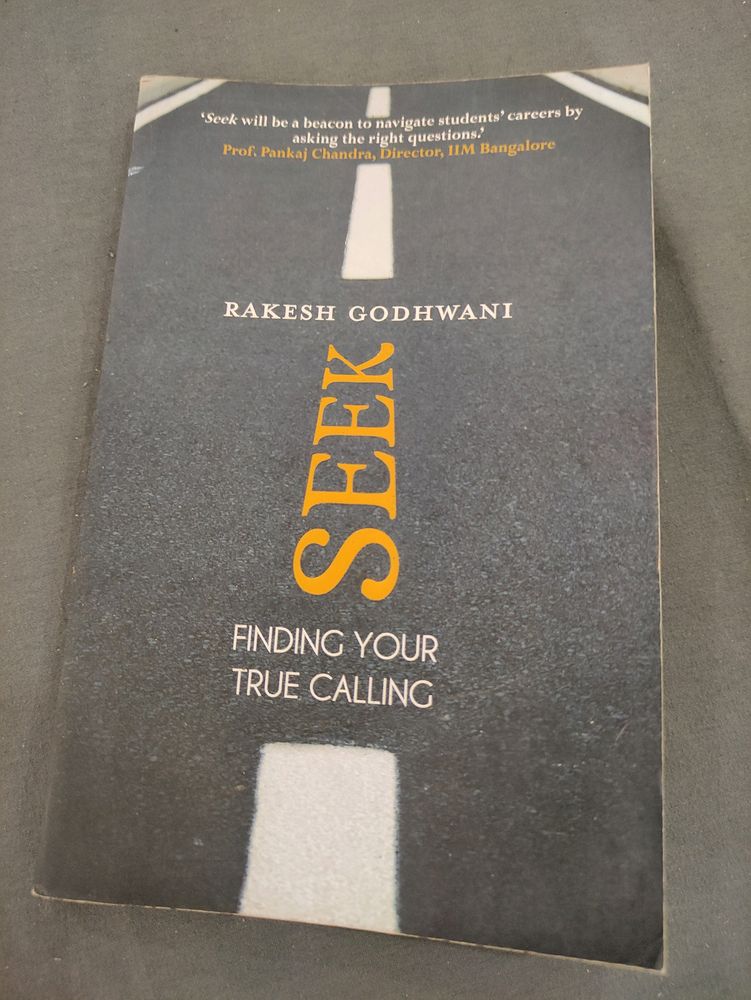 'Seek will be a beacon to navigate students' careers by
asking the right questions.'
Prof. Pankaj Chandra, Director, IIM Bangalore
RAKESH GODHWANI
SEEK
FINDING YOUR
TRUE CALLING